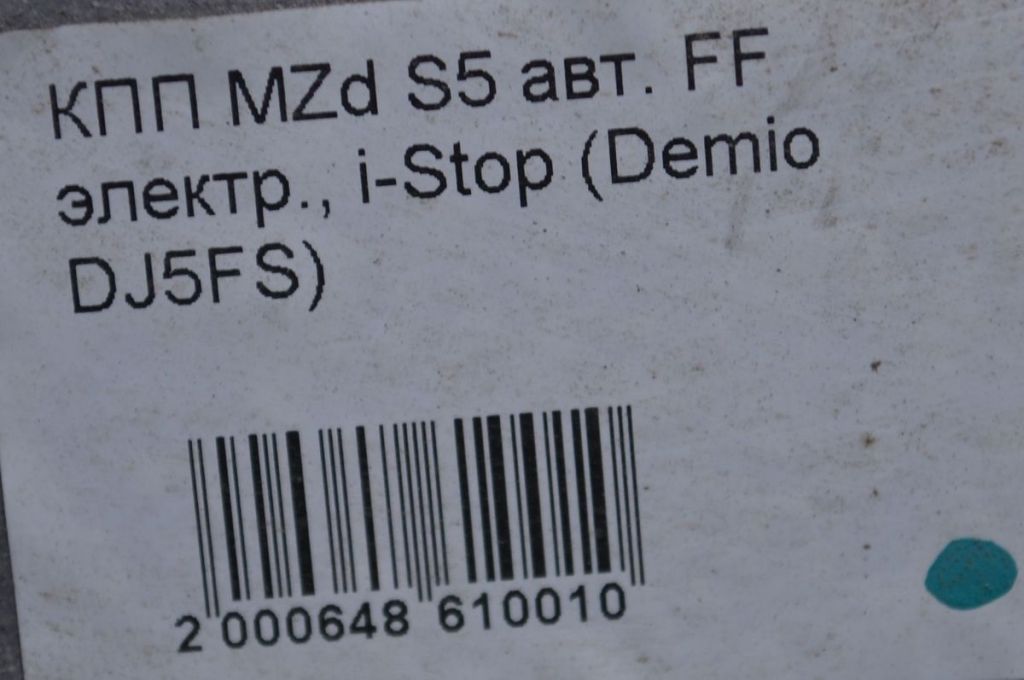 КПП MZd S5 авт. FF
электр., i-Stop (Demio
DJ5FS)
2 000648 610010